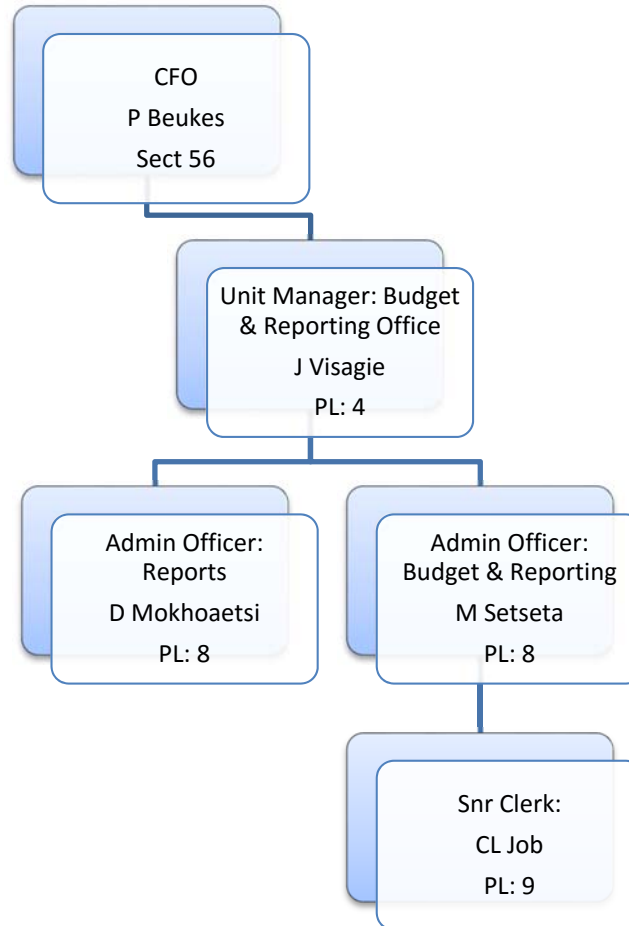 CFO
P Beukes
Sect 56
Unit Manager: Budget
& Reporting Office
J Visagie
PL: 4
Admin Officer:
Reports
D Mokhoaetsi
PL: 8
Admin Officer:
Budget & Reporting
M Setseta
PL: 8
Snr Clerk:
CL Job
PL: 9